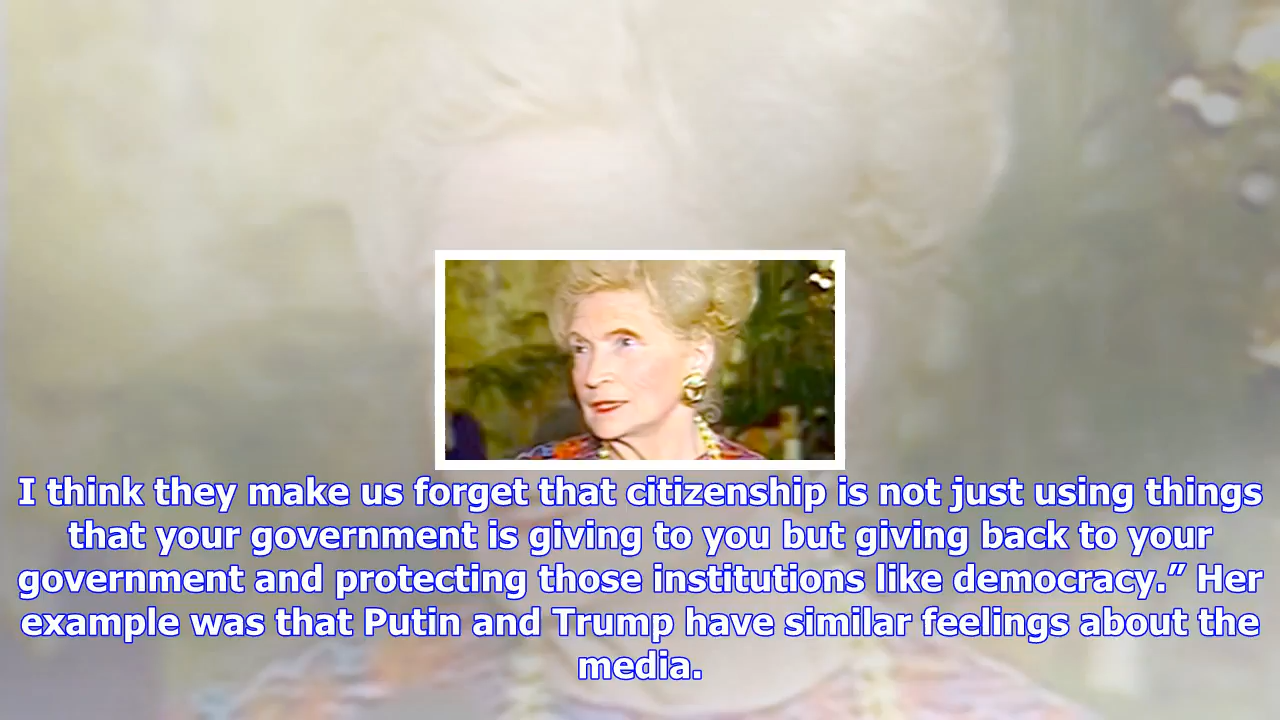 I think they make us forget that citizenship is not just using things
that your government is giving to you but giving back to your
government and protecting those institutions like democracy.” Her
example was that Putin and Trump have similar feelings about the
media.